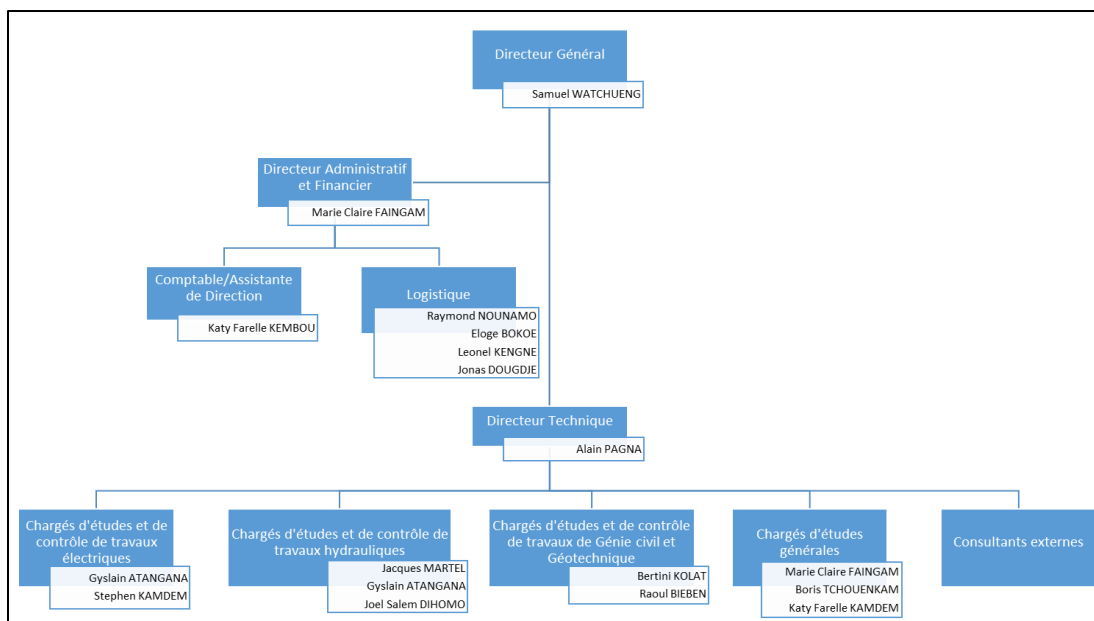 Directeur Général
Samuel WATCHUENG
Directeur Administratif
et Financier
Marie Claire FAINGAM
Comptable/Assistante
de Direction
Katy Farelle KEMBOU
Logistique
Raymond NOUNAMO
Eloge BOKOE
Leonel KENGNE
Jonas DOUGDJE
Directeur Technique
Alain PAGNA
Chargés d'études et de
contrôle de travaux
électriques
Gyslain ATANGANA
Stephen KAMDEM
Chargés d'études et de contrôle de
travaux hydrauliques
Jacques MARTEL
Gyslain ATANGANA
Joel Salem DIHOMO
Chargés d'études et de contrôle
de travaux de Génie civil et
Géotechnique
Bertini KOLAT
Raoul BIEBEN
Chargés d'études
générales
Marie Claire FAINGAM
Boris TCHOUENKAM
Katy Farelle KAMDEM
Consultants externes